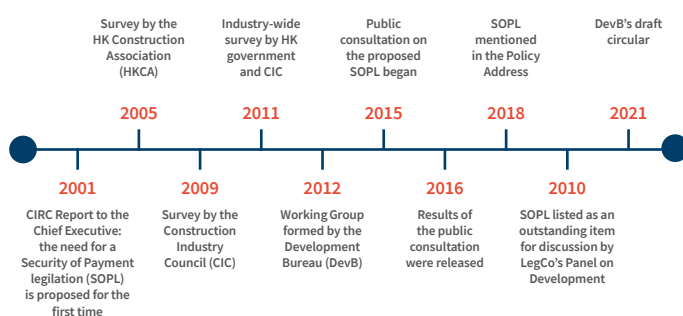 Survey by the
HK Construction
Association
(HKCA)
Industry-wide
survey by HK
government
and CIC
Public
consultation on
the proposed
SOPL began
SOPL
mentioned
in the Policy
Address
DevB's draft
circular
2005
2011
2015
2018
2021
2001
2009
2012
2016
2010
CIRC Report to the
Chief Executive:
the need for a
Security of Payment
legilation (SOPL)
is proposed for the
first time
Survey by the
Construction
Industry
Council (CIC)
Working Group
formed by the
Development
Bureau (DevB)
Results of
the public
consultation
were released
SOPL listed as an
outstanding item
for discussion by
LegCo's Panel on
Development